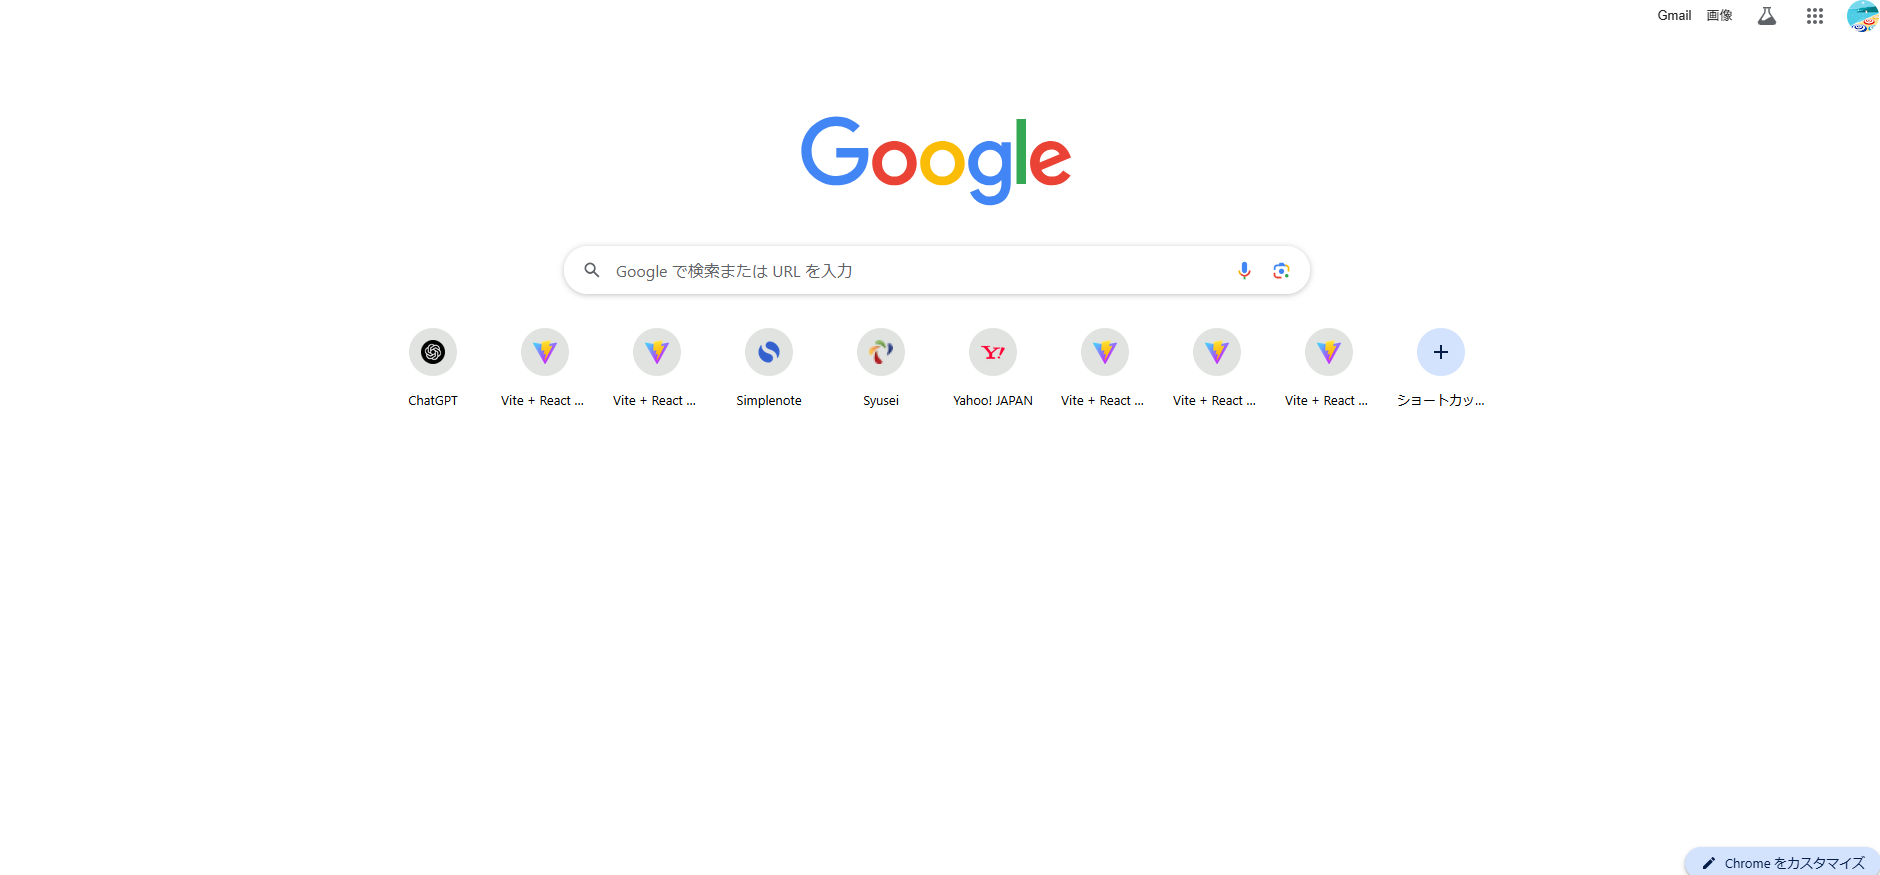 Gmail 画像
Google
Google で検索または URL を入力
ChatGPT Vite + React ... Vite + React ... Simplenote Syusei Yahoo! JAPAN Vite + React ... Vite + React ... Vite + React ... ショートカッ...
Chrome をカスタマイズ